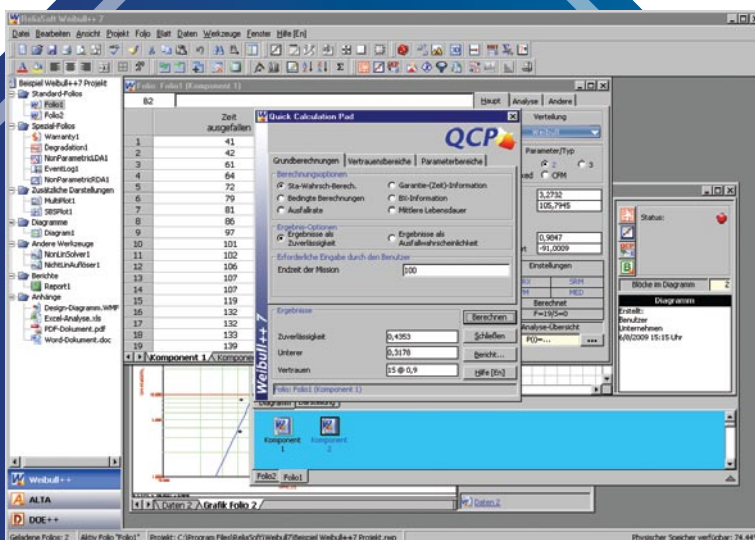 ReliaSoft Weibull++ 7
Datei Bearbeiten Ansicht Projekt Folio Blatt Daten Werkzeuge Fenster Hilfe [En]
Beispiel Weibull++7 Projekt
Standard-Folios
Folio1
Folio2
Spezial-Folios
Warranty1
Degradation1
NonParametricLDA1
EventLog1
NonParametricRDA1
Zusätzliche Darstellungen
MultiPlot1
SBSPlot1
Diagramme
Diagram1
Andere Werkzeuge
NonLinSolver1
NichtLinAuflöser1
Berichte
Report1
Anhänge
Design-Diagramm.WMF
Excel-Analyse.xls
PDF-Dokument.pdf
Word-Dokument.doc
Weibull++
ALTA
DOE++
Folio: Folio1 (Komponent 1)
B2
Zeit
ausgefallen
1 41
2 42
3 61
4 64
5 72
6 79
7 81
8 86
9 97
10 101
11 102
12 106
13 107
14 107
15 119
16 132
17 132
18 133
19 139
Komponent 1
Haupt Analyse Andere
Verteilung
Weibull
Parameter/Typ
2 3
CFM
3,2732
105,7945
0,9847
-91,0009
Einstellungen
SRM
MED
Berechnet
F=19/S=0
Analyse-Übersicht
P()=... ...
Quick Calculation Pad
QCP
Grundberechnungen Vertrauensbereiche Parameterbereiche
Berechnungsoptionen
Sta-Wahrsch-Berech. Garantie-(Zeit)-Information
Bedingte Berechnungen BX-Information
Ausfallrate Mittlere Lebensdauer
Ergebnis-Optionen
Ergebnisse als Zuverlässigkeit
Ergebnisse als Ausfallwahrscheinlichkeit
Erforderliche Eingabe durch den Benutzer
Endzeit der Mission 100
Ergebnisse
Zuverlässigkeit 0,4353
Unterer 0,3178
Vertrauen 1S @ 0,9
Berechnen
Schließen
Bericht...
Hilfe [En]
Weibull++ 7
Folio: Folio1 (Komponent 1)
Status:
Blöcke im Diagramm 2
Diagramm
Erstellt:
Benutzer
Unternehmen
6/8/2009 15:15 Uhr
Diagramm Darstellung
Komponent
1
Komponent
2
Folio2 Folio1
Daten 2 Grafik Folio 2
Daten 2
Geladene Folios: 2 Aktiv Folio "Folio1" Projekt: C:\Program Files\ReliaSoft\Weibull7\Beispiel Weibull++7 Projekt.rwp Physischer Speicher verfügbar: 74,44